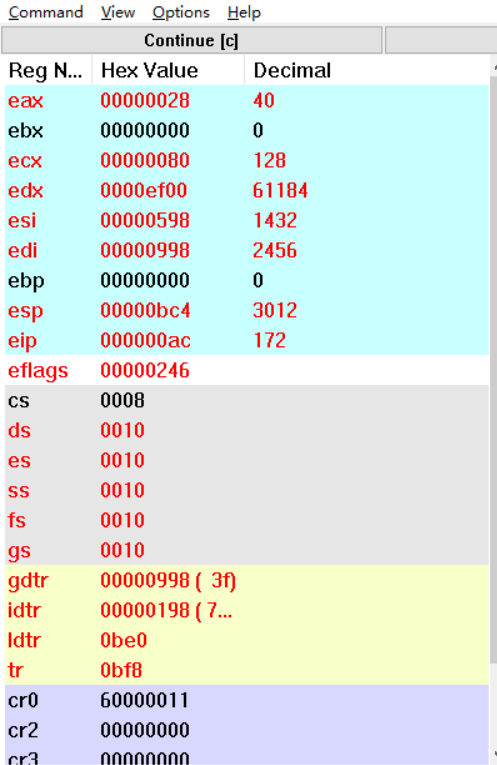 Command View Options Help
Continue [c]
Reg N... Hex Value Decimal
eax 00000028 40
ebx 00000000 0
ecx 00000080 128
edx 0000ef00 61184
esi 00000598 1432
edi 00000998 2456
ebp 00000000 0
esp 00000bc4 3012
eip 000000ac 172
eflags 00000246
cs 0008
ds 0010
es 0010
ss 0010
fs 0010
gs 0010
gdtr 00000998 ( 3f)
idtr 00000198 ( 7...
ldtr 0be0
tr 0bf8
cr0 60000011
cr2 00000000
cr3 00000000